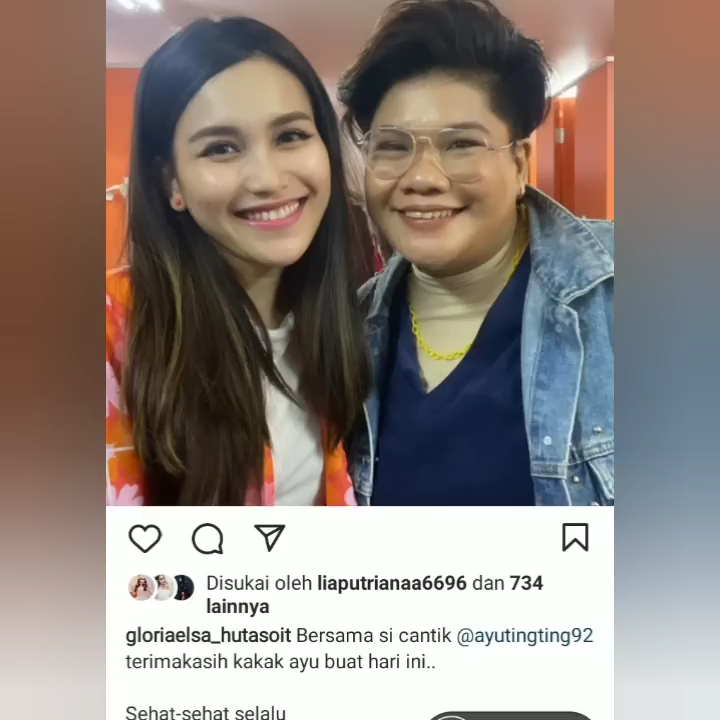 Disukai oleh liaputrianaa6696 dan 734
lainnya
gloriaelsa_hutasoit Bersama si cantik @ayutingting92
terimakasih kakak ayu buat hari ini..
Sehat-sehat selalu